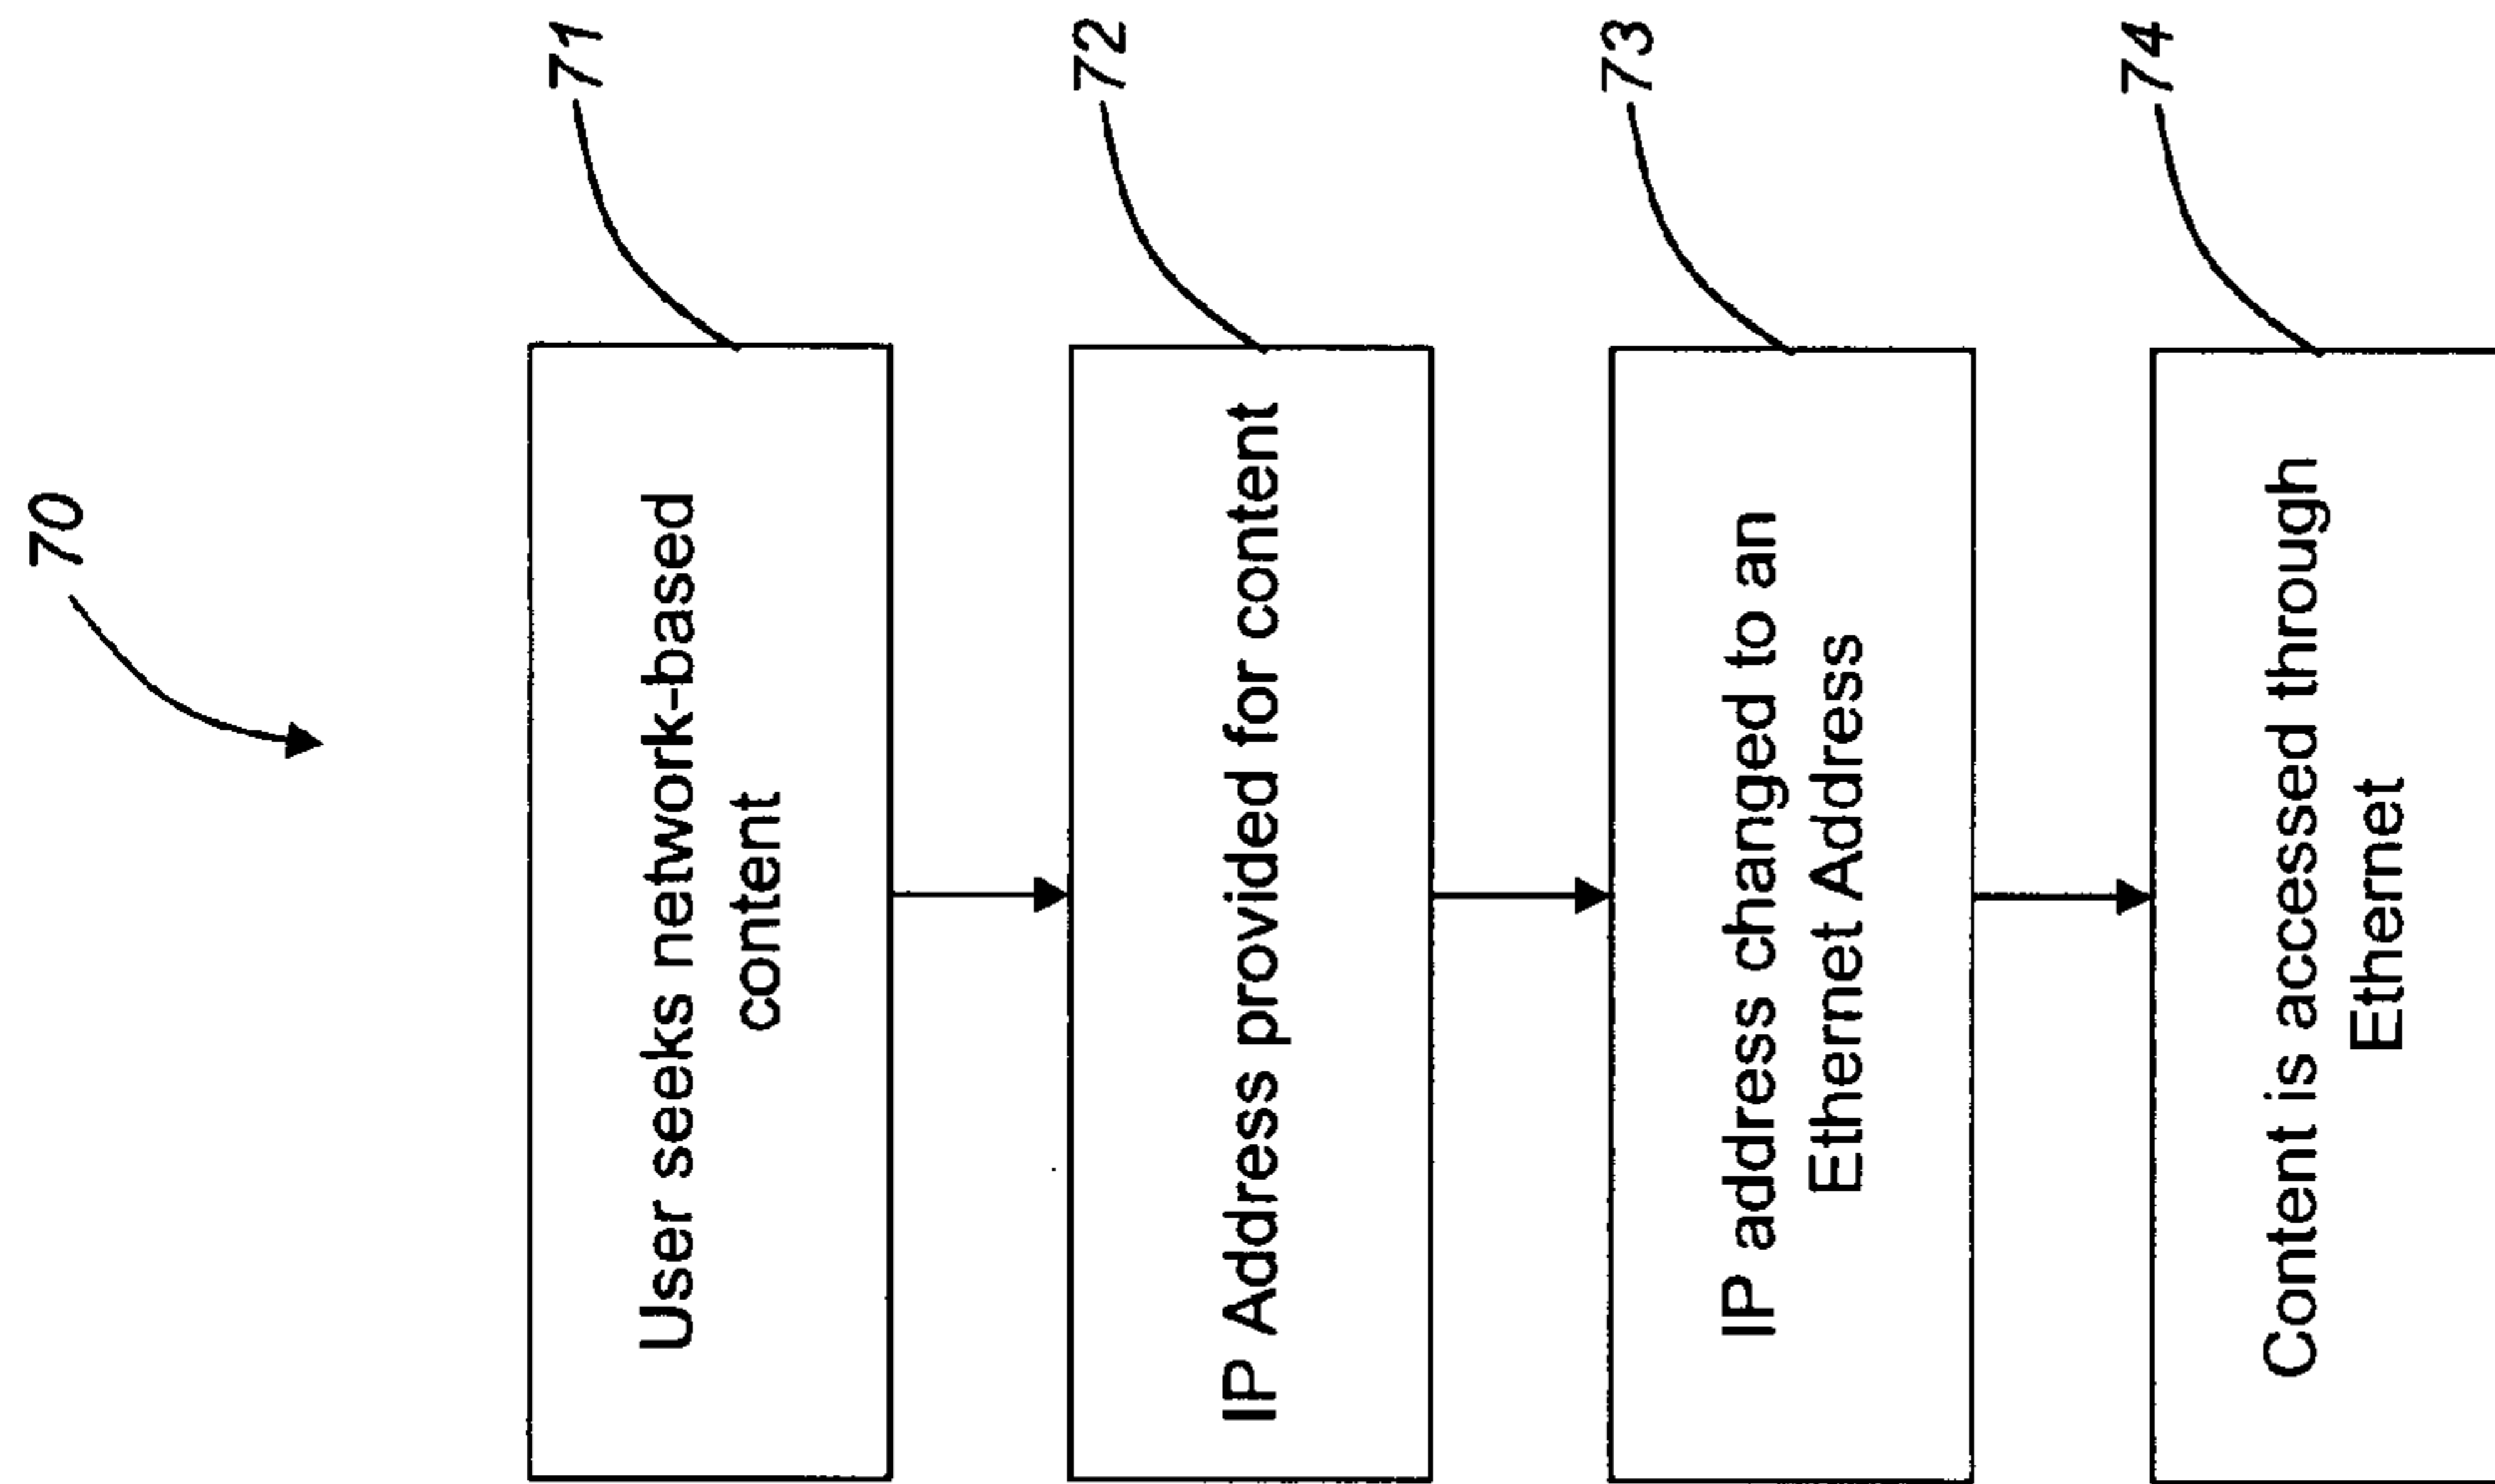 70
User seeks network-based
content
71
IP Address provided for content
72
IP address changed to an
Ethernet Address
73
Content is accessed through
Ethernet
74